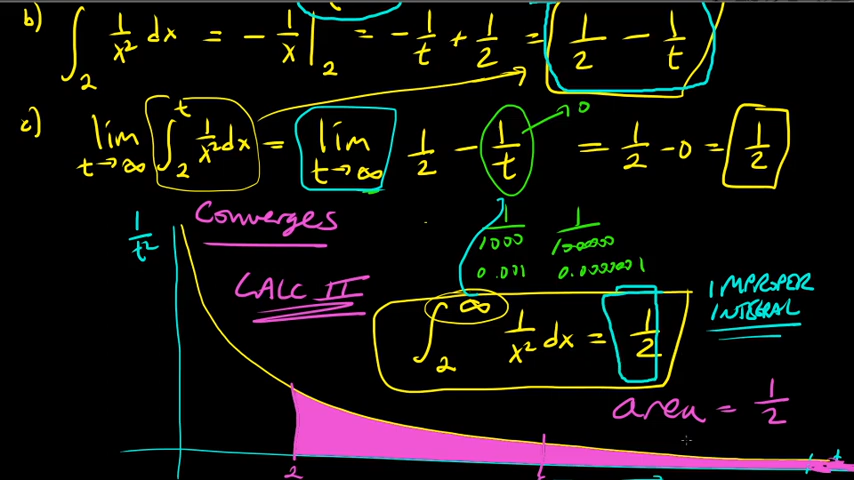 b) ∫₂ 1/x² dx = - 1/x |₂ = - 1/t + 1/2 = 1/2 - 1/t
c) lim t→∞ ∫₂ᵗ 1/x² dx = lim t→∞ 1/2 - 1/t → 0 = 1/2 - 0 = 1/2
1/t² Converges 1/1000 1/1000000
0.001 0.0000001
CALC II
∫₂^∞ 1/x² dx = 1/2 IMPROPER
INTEGRAL
area = 1/2
2 t